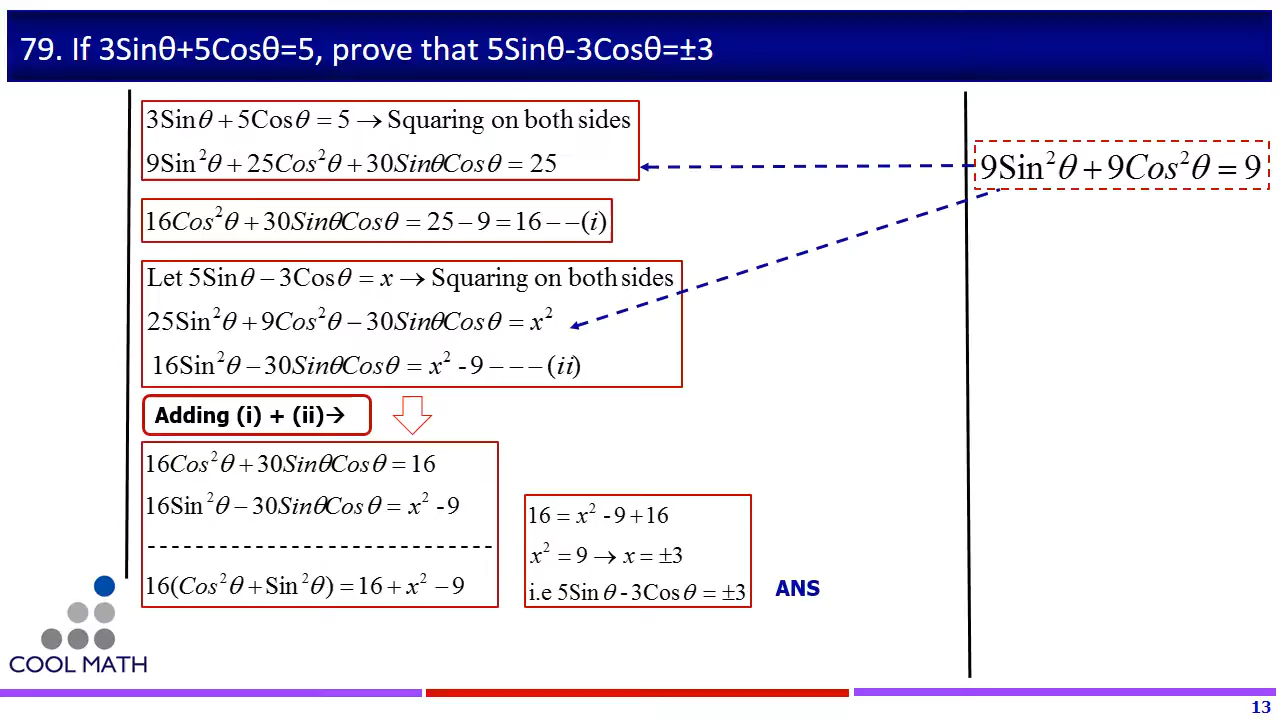 79. If 3Sinθ+5Cosθ=5, prove that 5Sinθ-3Cosθ=±3
3Sinθ + 5Cosθ = 5 → Squaring on both sides
9Sin²θ + 25Cos²θ + 30SinθCosθ = 25
9Sin²θ + 9Cos²θ = 9
16Cos²θ + 30SinθCosθ = 25 − 9 = 16 − −(i)
Let 5Sinθ − 3Cosθ = x → Squaring on both sides
25Sin²θ + 9Cos²θ − 30SinθCosθ = x²
16Sin²θ − 30SinθCosθ = x² - 9 − − − (ii)
Adding (i) + (ii)→
16Cos²θ + 30SinθCosθ = 16
16Sin²θ − 30SinθCosθ = x² - 9
-----------------------------
16(Cos²θ + Sin²θ) = 16 + x² − 9
16 = x² - 9 + 16
x² = 9 → x = ±3
i.e 5Sinθ - 3Cosθ = ±3
ANS
COOL MATH
13